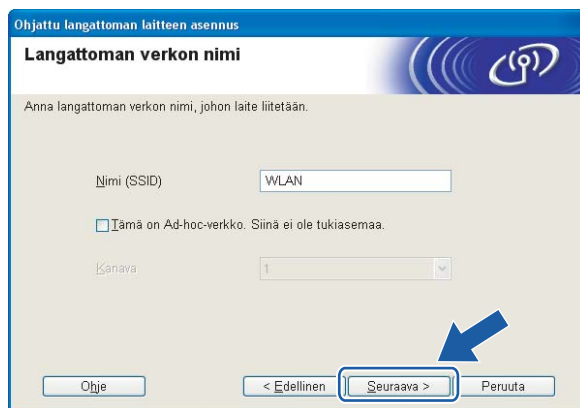 Ohjattu langattoman laitteen asennus
Langattoman verkon nimi
Anna langattoman verkon nimi, johon laite liitetään.
Nimi (SSID) WLAN
Tämä on Ad-hoc-verkko. Siinä ei ole tukiasemaa.
Kanava 1
Ohje < Edellinen Seuraava > Peruuta